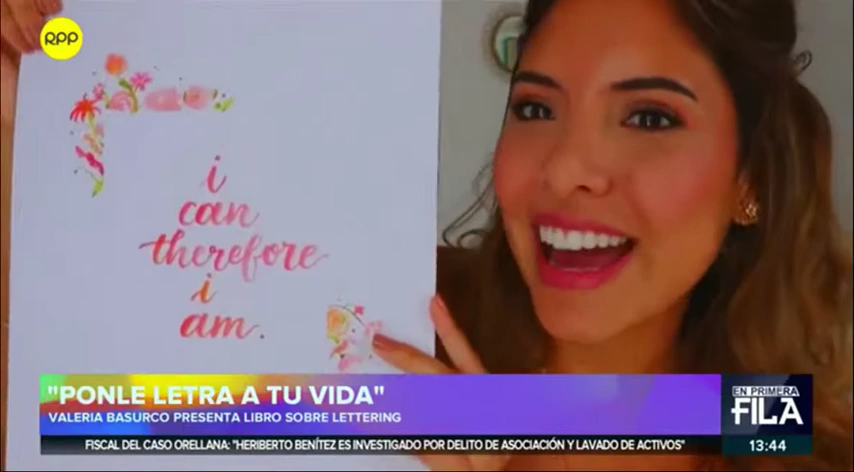 RPP
i
can
therefore
i
am.
"PONLE LETRA A TU VIDA"
VALERIA BASURCO PRESENTA LIBRO SOBRE LETTERING
EN PRIMERA
FILA
FISCAL DEL CASO ORELLANA: "HERIBERTO BENÍTEZ ES INVESTIGADO POR DELITO DE ASOCIACIÓN Y LAVADO DE ACTIVOS"
13:44